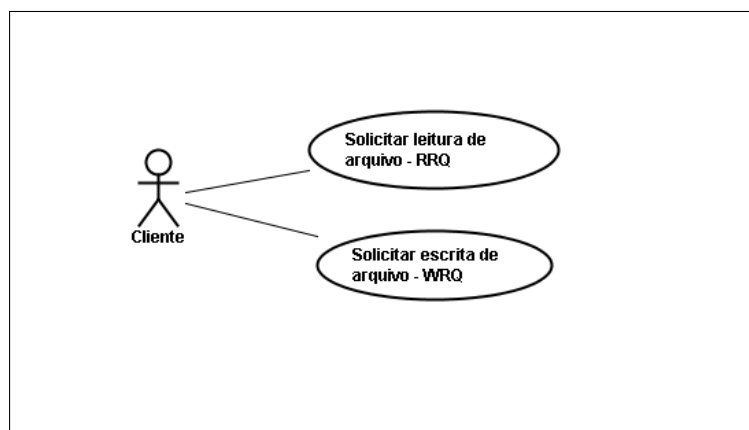 Solicitar leitura de
arquivo - RRQ
Cliente
Solicitar escrita de
arquivo - WRQ